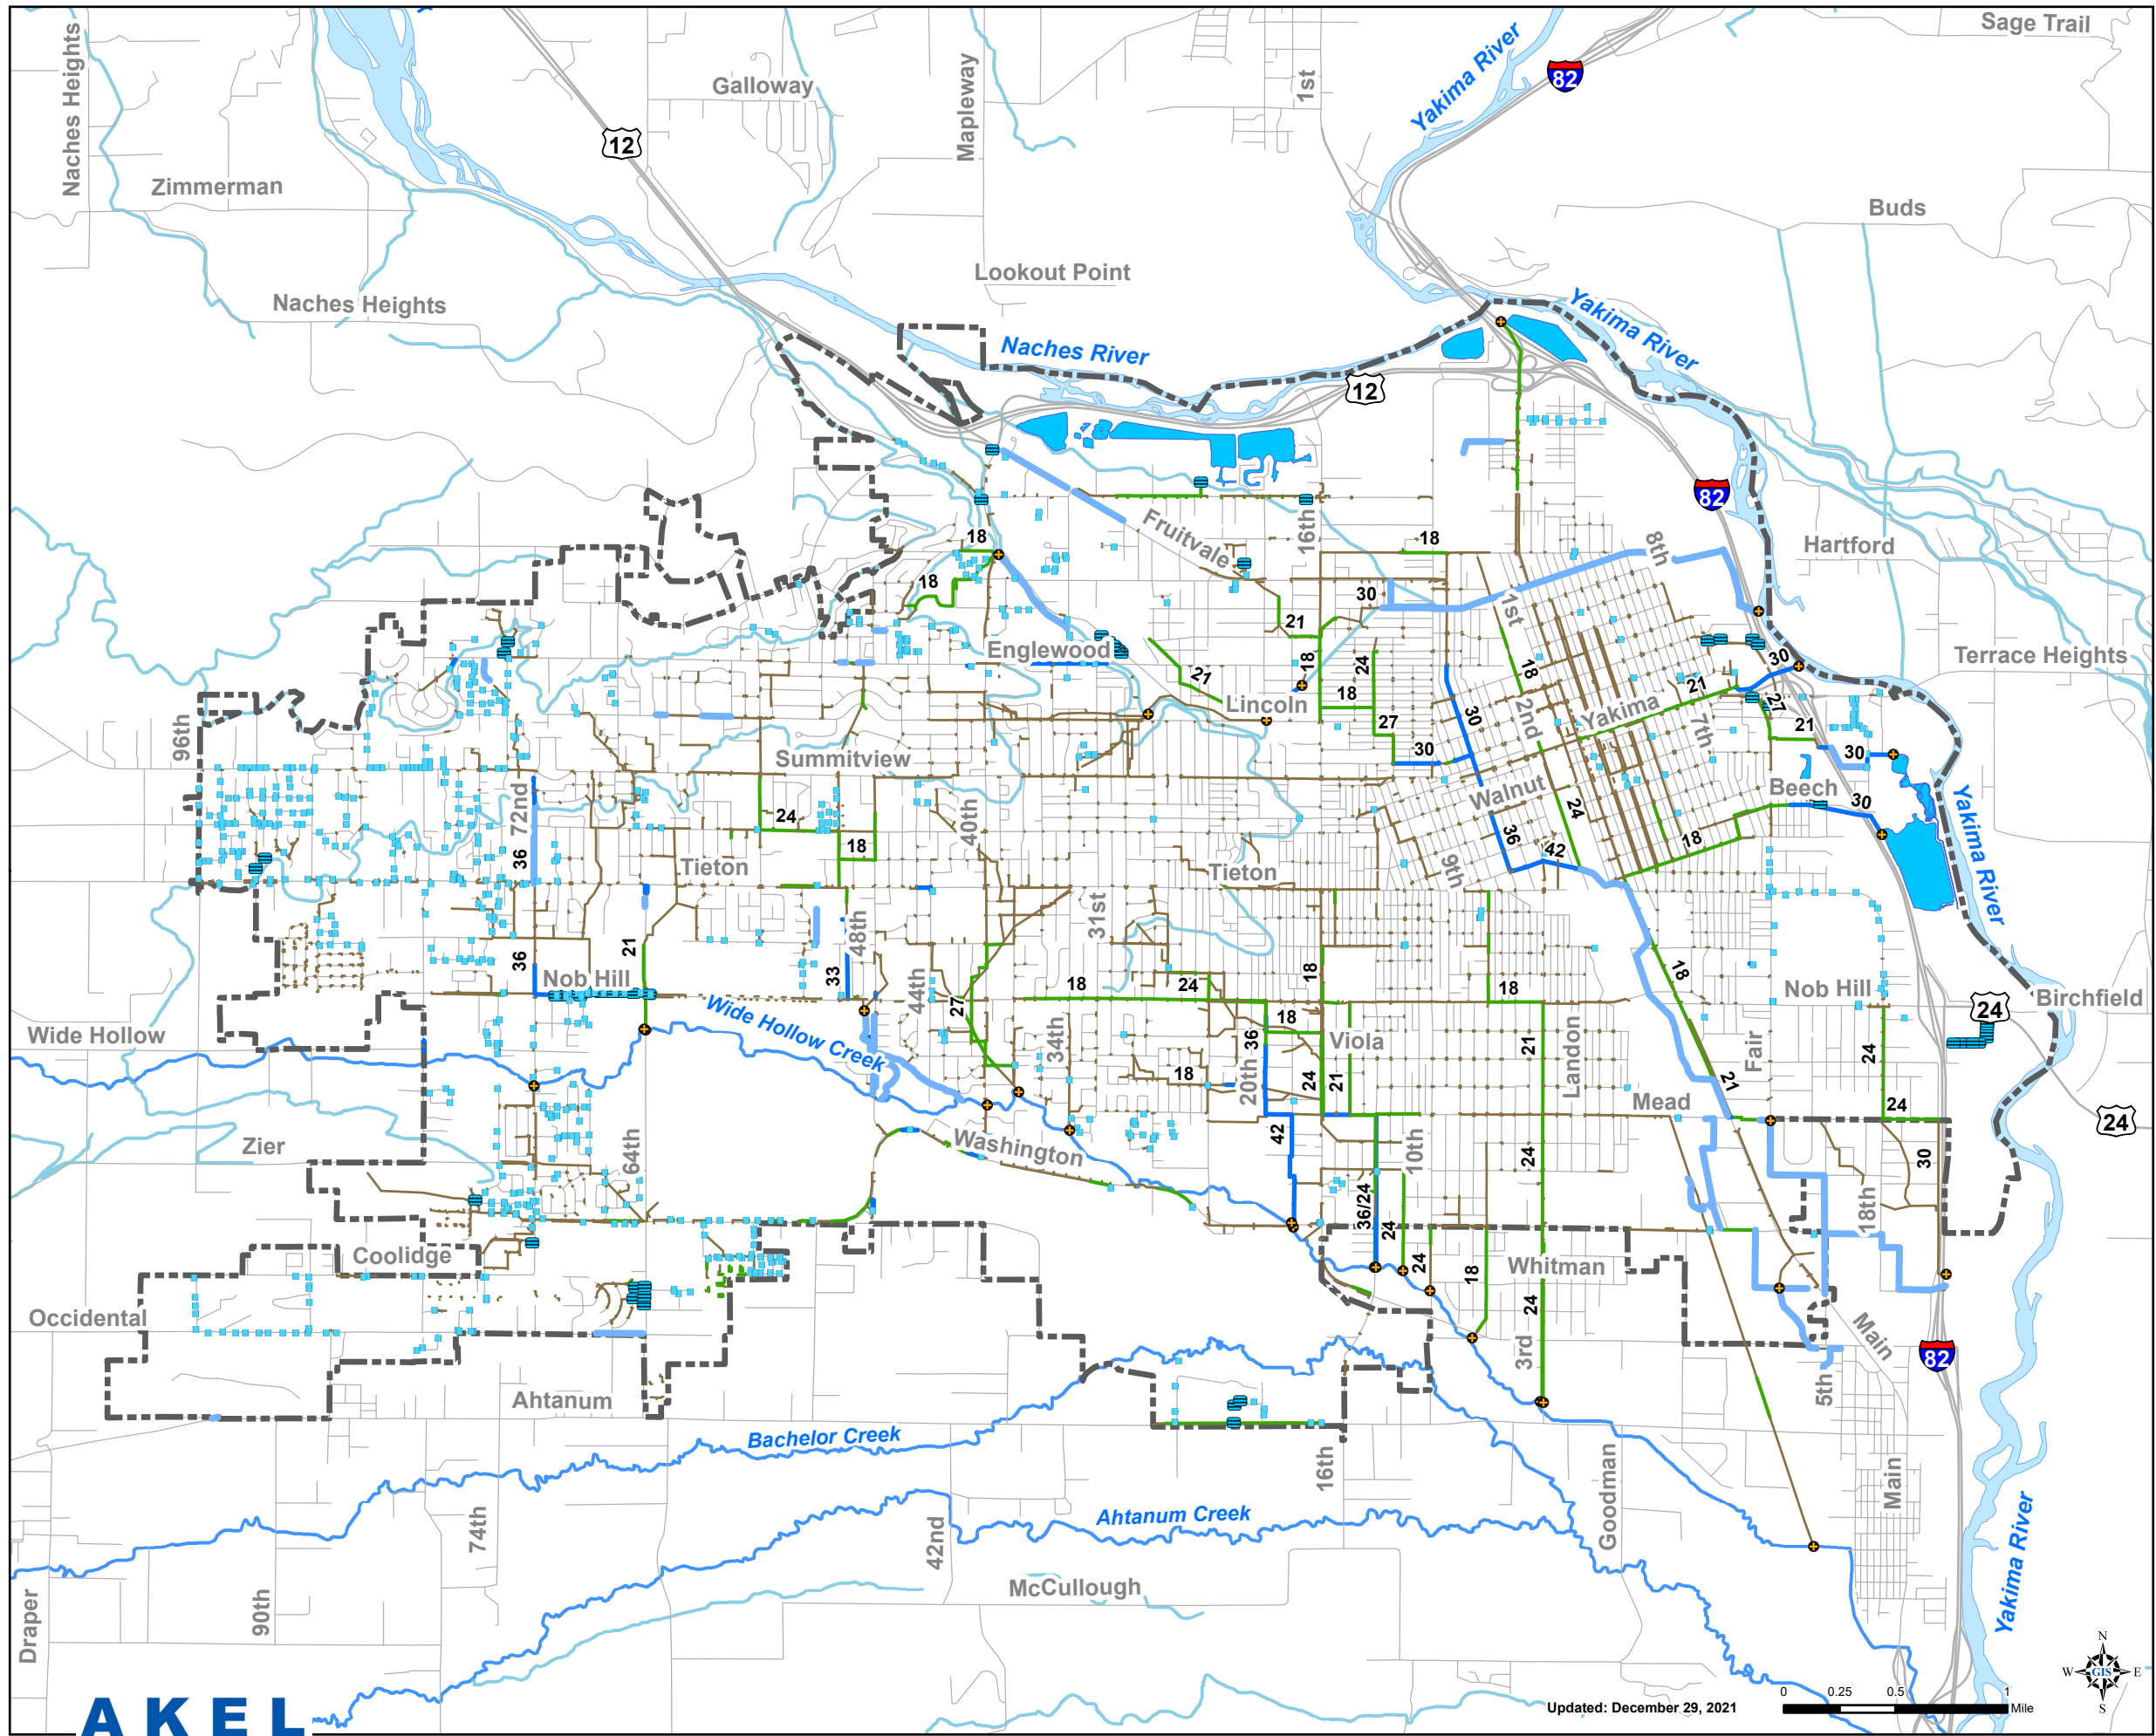 Sage Trail
Naches Heights
Galloway
Mapleway
1st
Yakima River
82
12
Zimmerman
Buds
Lookout Point
Naches Heights
Yakima River
Naches River
12
82
Fruitvale
16th
18
8th
Hartford
18
18
30
1st
21
Englewood
18
24
21
18
30
Terrace Heights
Lincoln
18
21
27
2nd
Yakima
7th
27
30
21
96th
Summitview
30
30
Walnut
Beech
72nd
24
40th
24
30
Yakima River
36
18
36
42
18
Tieton
Tieton
9th
31st
48th
21
36
33
Nob Hill
44th
27
18
24
18
18
18
Nob Hill
24
Birchfield
Wide Hollow
Wide Hollow Creek
34th
18
36
20th
18
Viola
24
21
21
Landon
Fair
24
21
Mead
24
24
Zier
64th
Washington
42
10th
24
30
36/24
24
18th
Coolidge
24
18
Whitman
24
Occidental
3rd
Main
82
Ahtanum
5th
Bachelor Creek
16th
Goodman
Main
74th
42nd
Ahtanum Creek
Yakima River
McCullough
Draper
90th
N
W
GIS
E
S
0
0.25
0.5
1
Mile
Updated: December 29, 2021
AKEL